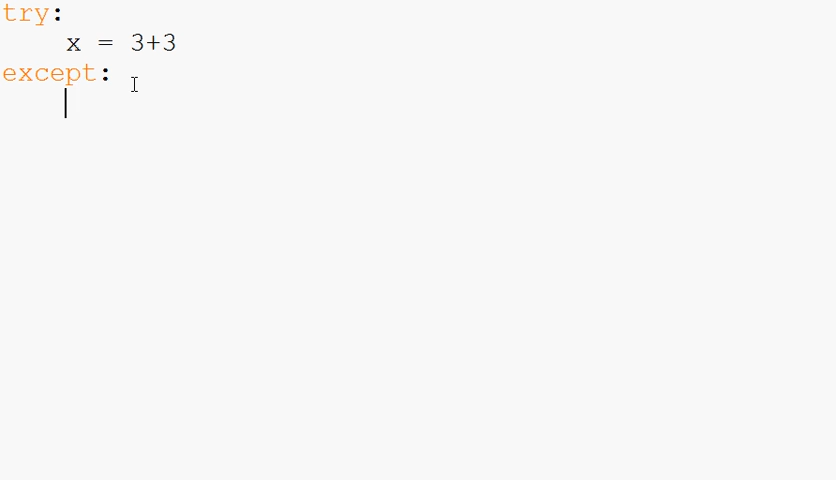 try:
    x = 3+3
except: